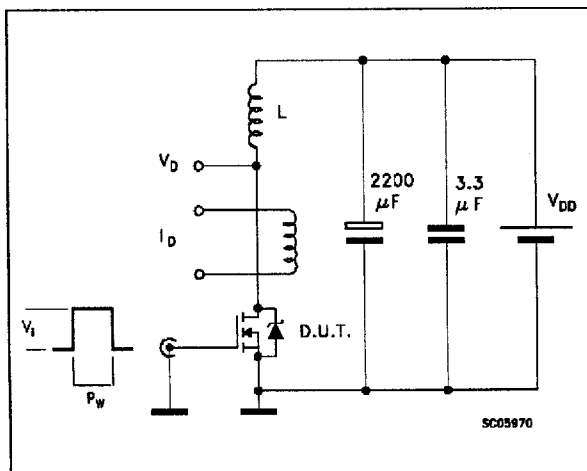 L
V_D
2200
μF
3.3
μF
V_DD
I_D
D.U.T.
V_i
P_W
SC05970